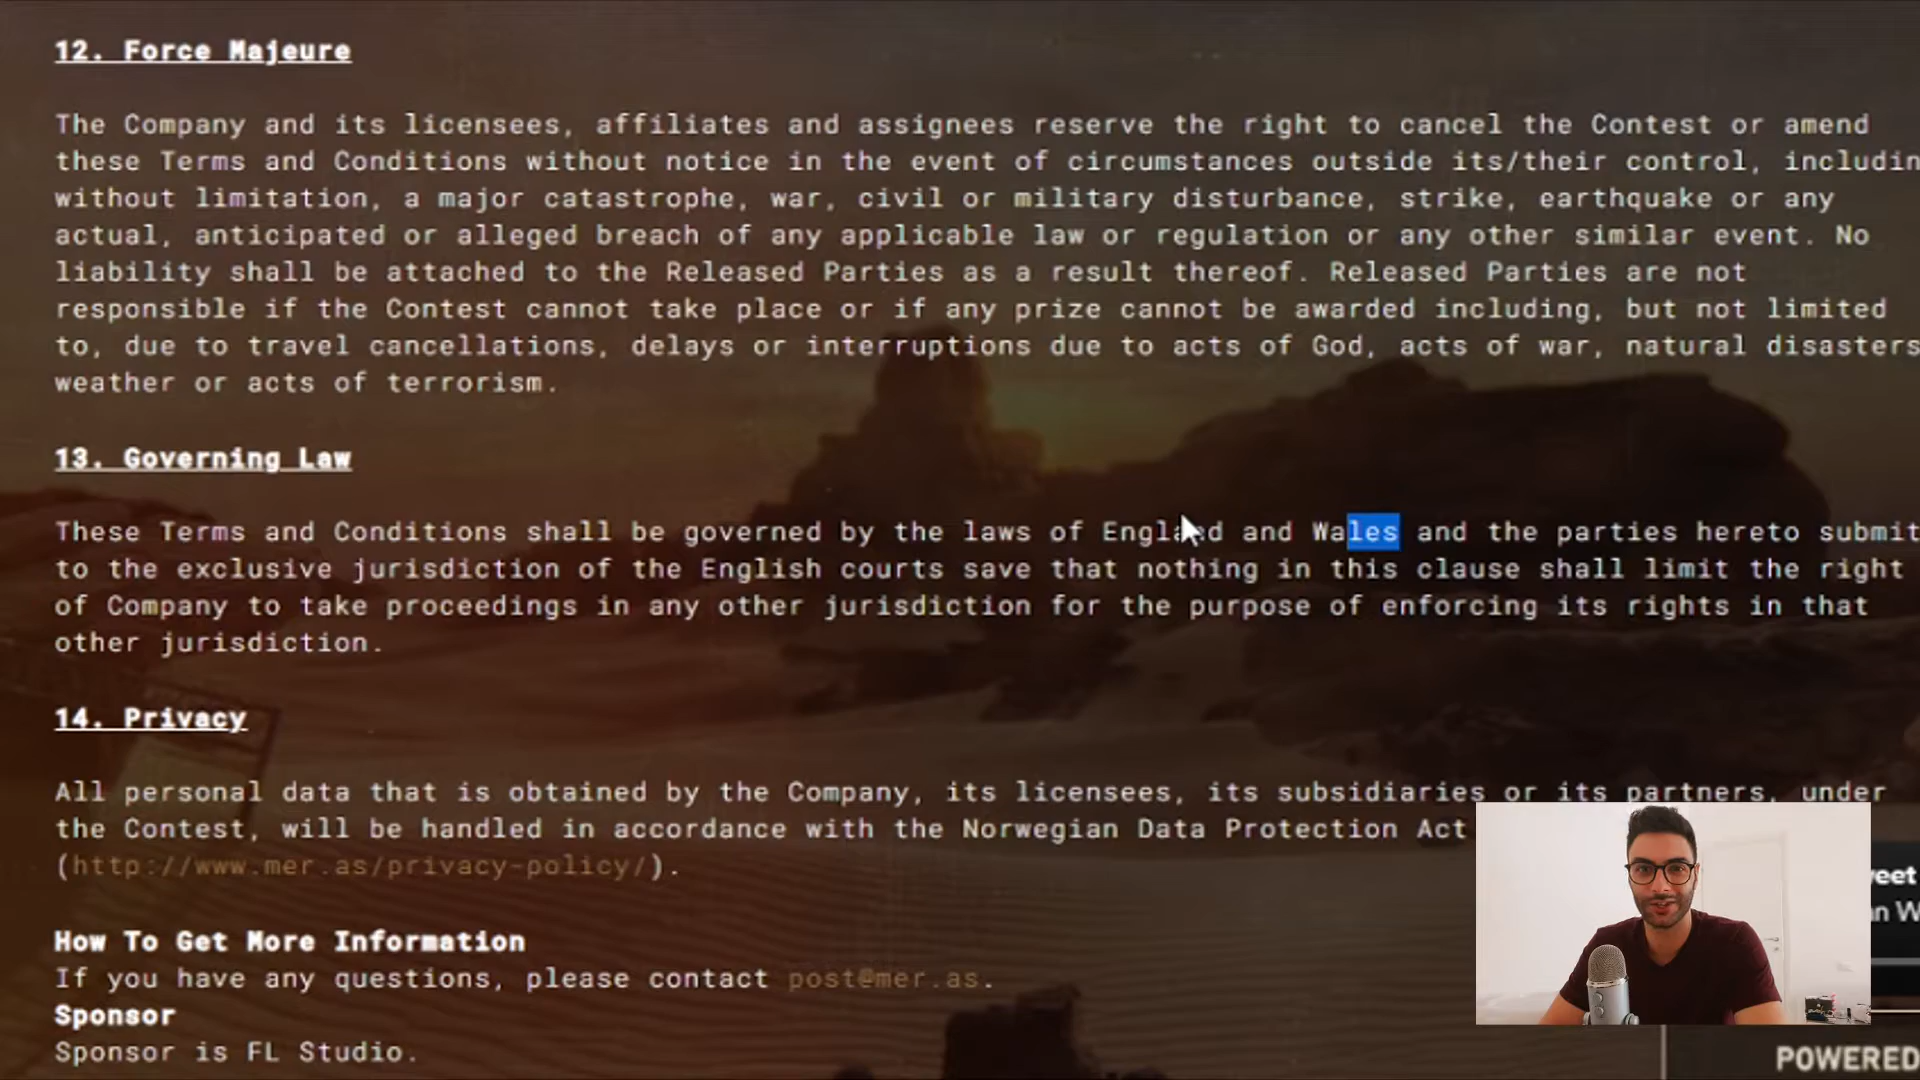 12. Force Majeure
The Company and its licensees, affiliates and assignees reserve the right to cancel the Contest or amend
these Terms and Conditions without notice in the event of circumstances outside its/their control, includin
without limitation, a major catastrophe, war, civil or military disturbance, strike, earthquake or any
actual, anticipated or alleged breach of any applicable law or regulation or any other similar event. No
liability shall be attached to the Released Parties as a result thereof. Released Parties are not
responsible if the Contest cannot take place or if any prize cannot be awarded including, but not limited
to, due to travel cancellations, delays or interruptions due to acts of God, acts of war, natural disasters
weather or acts of terrorism.
13. Governing Law
These Terms and Conditions shall be governed by the laws of England and Wales and the parties hereto submit
to the exclusive jurisdiction of the English courts save that nothing in this clause shall limit the right
of Company to take proceedings in any other jurisdiction for the purpose of enforcing its rights in that
other jurisdiction.
14. Privacy
All personal data that is obtained by the Company, its licensees, its subsidiaries or its partners, under
the Contest, will be handled in accordance with the Norwegian Data Protection Act
(http://www.mer.as/privacy-policy/).
How To Get More Information
If you have any questions, please contact post@mer.as.
Sponsor
Sponsor is FL Studio.
POWERED